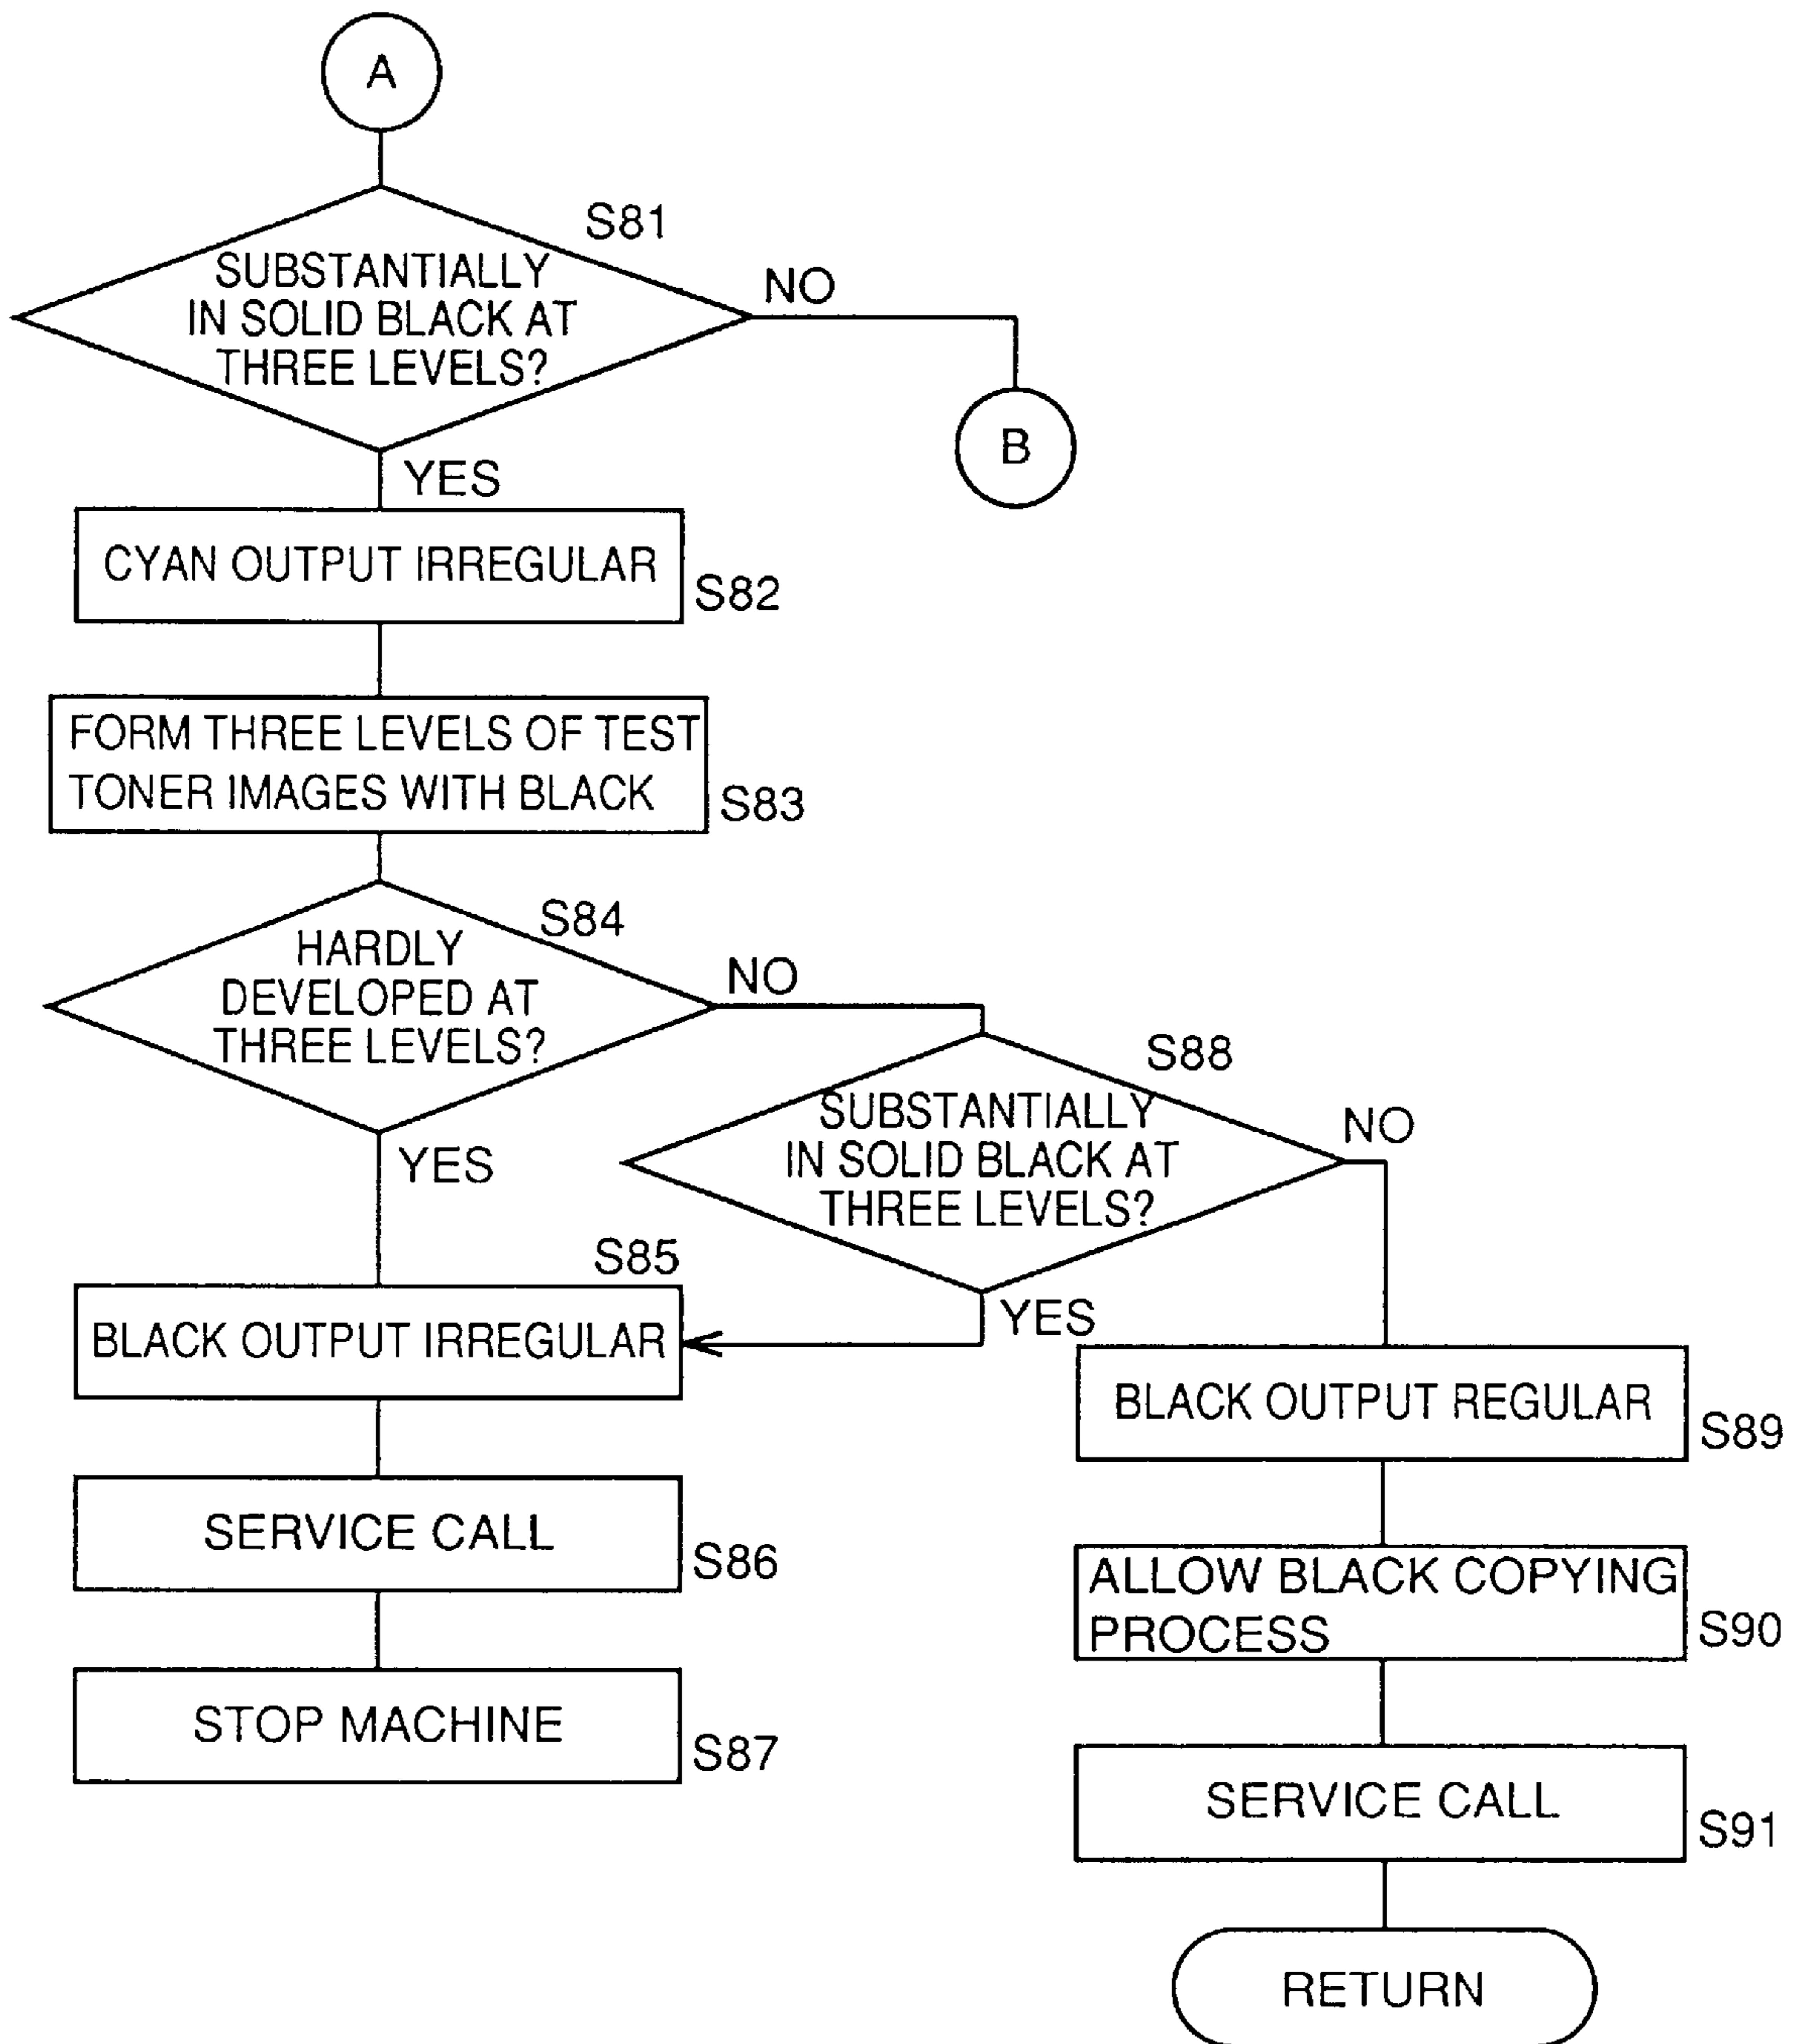 A
S81
SUBSTANTIALLY
IN SOLID BLACK AT
THREE LEVELS?
NO
B
YES
CYAN OUTPUT IRREGULAR
S82
FORM THREE LEVELS OF TEST
TONER IMAGES WITH BLACK
S83
S84
HARDLY
DEVELOPED AT
THREE LEVELS?
NO
YES
S88
SUBSTANTIALLY
IN SOLID BLACK AT
THREE LEVELS?
NO
YES
S85
BLACK OUTPUT IRREGULAR
SERVICE CALL
S86
STOP MACHINE
S87
BLACK OUTPUT REGULAR
S89
ALLOW BLACK COPYING
PROCESS
S90
SERVICE CALL
S91
RETURN